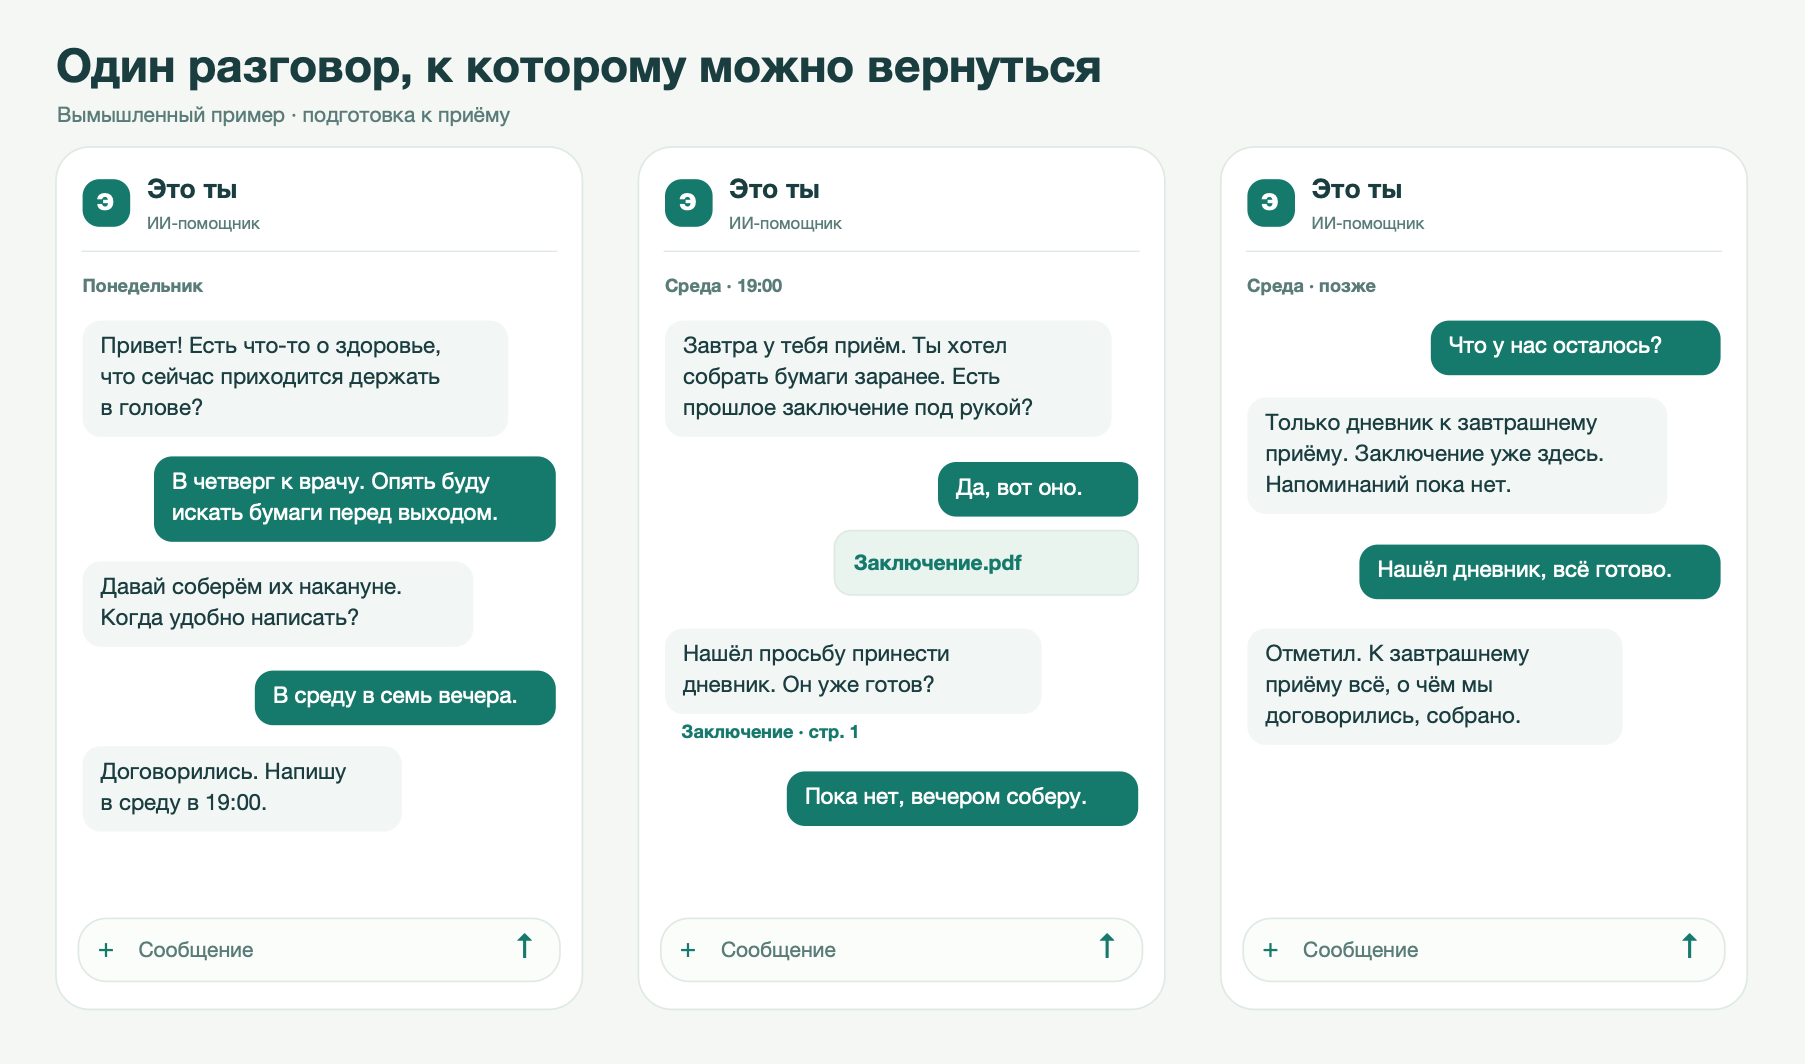 Один разговор, к которому можно вернуться
Вымышленный пример · подготовка к приёму
Э
Это ты
ИИ-помощник
Понедельник
Привет! Есть что-то о здоровье,
что сейчас приходится держать
в голове?
В четверг к врачу. Опять буду
искать бумаги перед выходом.
Давай соберём их накануне.
Когда удобно написать?
В среду в семь вечера.
Договорились. Напишу
в среду в 19:00.
+ Сообщение ↑
Э
Это ты
ИИ-помощник
Среда · 19:00
Завтра у тебя приём. Ты хотел
собрать бумаги заранее. Есть
прошлое заключение под рукой?
Да, вот оно.
Заключение.pdf
Нашёл просьбу принести
дневник. Он уже готов?
Заключение · стр. 1
Пока нет, вечером соберу.
+ Сообщение ↑
Э
Это ты
ИИ-помощник
Среда · позже
Что у нас осталось?
Только дневник к завтрашнему
приёму. Заключение уже здесь.
Напоминаний пока нет.
Нашёл дневник, всё готово.
Отметил. К завтрашнему
приёму всё, о чём мы
договорились, собрано.
+ Сообщение ↑